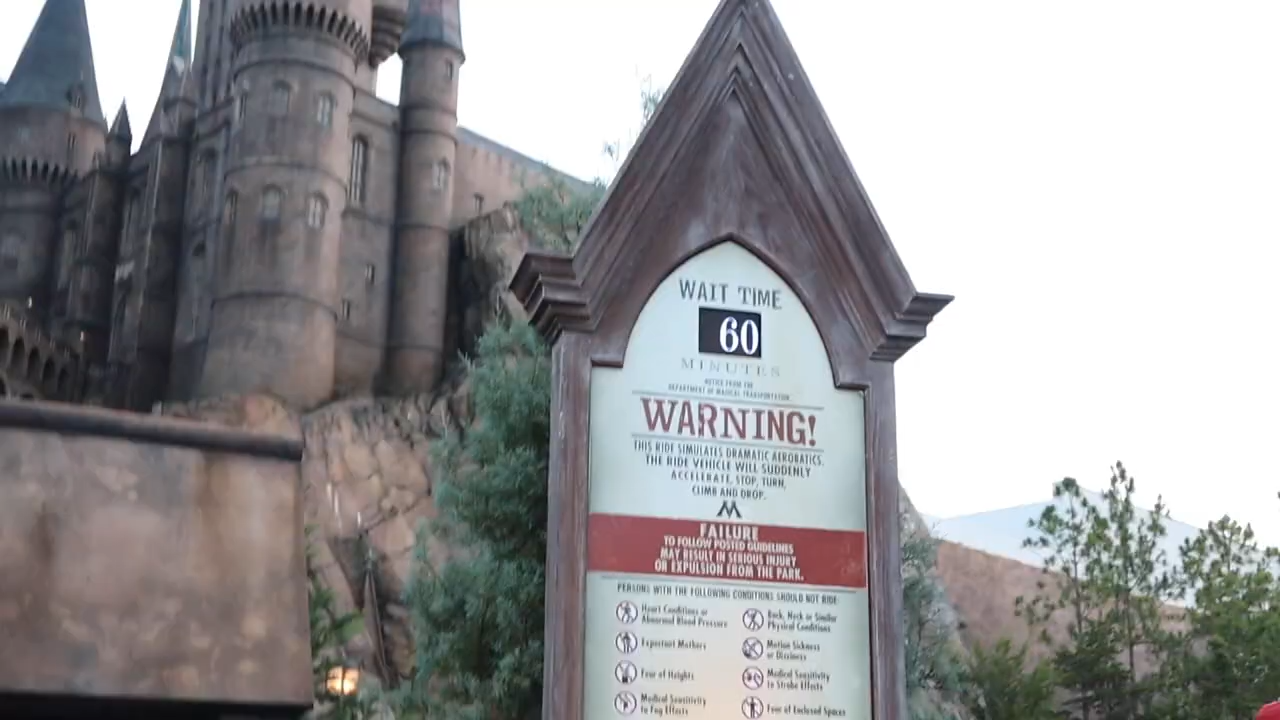 WAIT TIME
60
MINUTES
NOTICE FROM THE
DEPARTMENT OF MAGICAL TRANSPORTATION
WARNING!
THIS RIDE SIMULATES DRAMATIC AEROBATICS.
THE RIDE VEHICLE WILL SUDDENLY
ACCELERATE, STOP, TURN,
CLIMB AND DROP.
FAILURE
TO FOLLOW POSTED GUIDELINES
MAY RESULT IN SERIOUS INJURY
OR EXPULSION FROM THE PARK.
PERSONS WITH THE FOLLOWING CONDITIONS SHOULD NOT RIDE:
Heart Conditions or
Abnormal Blood Pressure
Expectant Mothers
Fear of Heights
Medical Sensitivity
to Fog Effects
Back, Neck or Similar
Physical Conditions
Motion Sickness
or Dizziness
Medical Sensitivity
to Strobe Effects
Fear of Enclosed Spaces